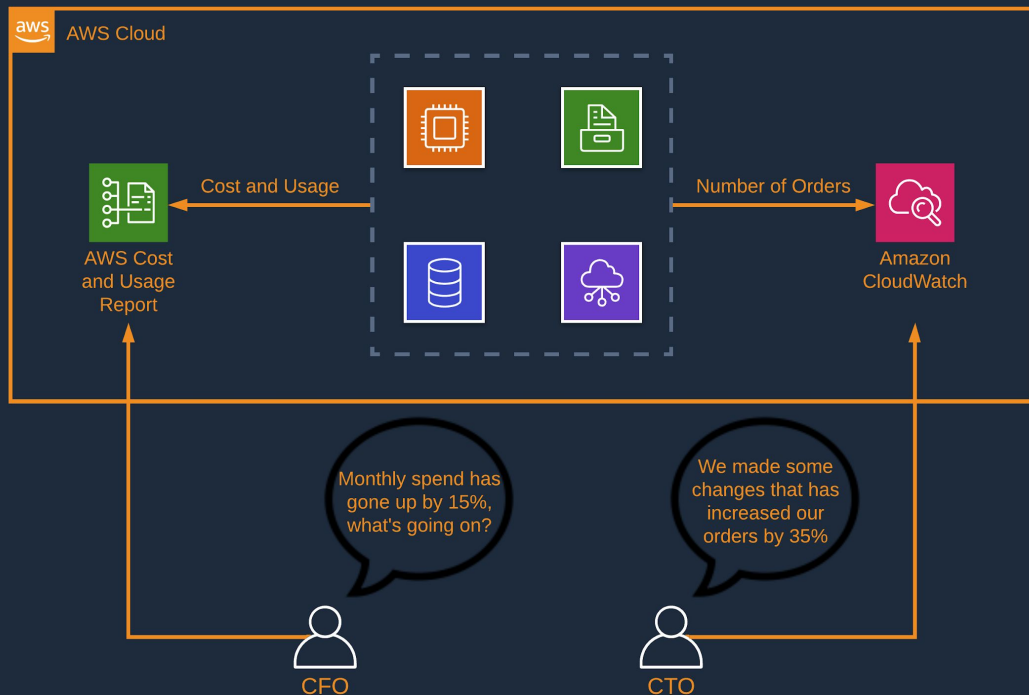 aws
AWS Cloud
Cost and Usage
Number of Orders
AWS Cost
and Usage
Report
Amazon
CloudWatch
Monthly spend has
gone up by 15%,
what's going on?
We made some
changes that has
increased our
orders by 35%
CFO
CTO